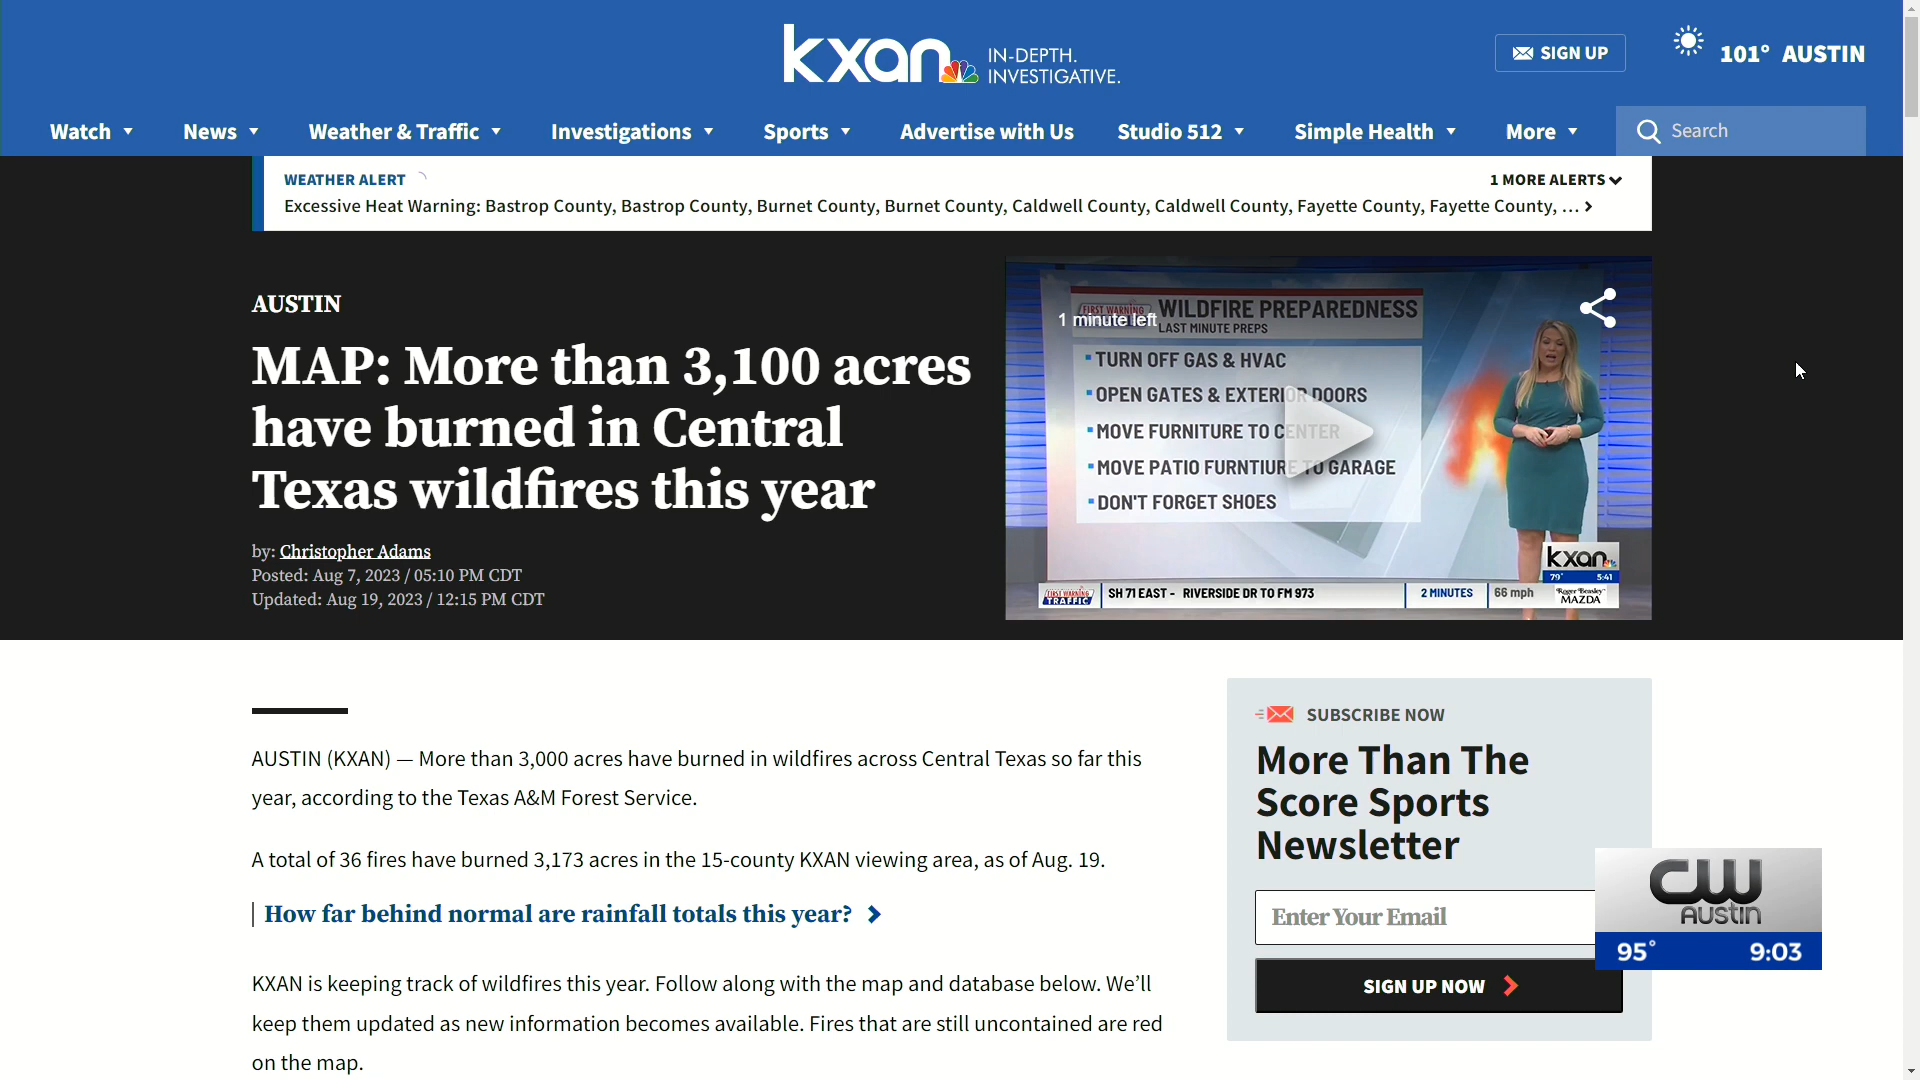 kxan IN-DEPTH.
INVESTIGATIVE.
SIGN UP
101° AUSTIN
Watch News Weather & Traffic Investigations Sports Advertise with Us Studio 512 Simple Health More Search
WEATHER ALERT
1 MORE ALERTS
Excessive Heat Warning: Bastrop County, Bastrop County, Burnet County, Burnet County, Caldwell County, Caldwell County, Fayette County, Fayette County, ...
AUSTIN
MAP: More than 3,100 acres
have burned in Central
Texas wildfires this year
by: Christopher Adams
Posted: Aug 7, 2023 / 05:10 PM CDT
Updated: Aug 19, 2023 / 12:15 PM CDT
FIRST WARNING
1 minute left
WILDFIRE PREPAREDNESS
LAST MINUTE PREPS
TURN OFF GAS & HVAC
OPEN GATES & EXTERIOR DOORS
MOVE FURNITURE TO CENTER
MOVE PATIO FURNTIURE TO GARAGE
DON'T FORGET SHOES
kxan
79° 5:41
FIRST WARNING
TRAFFIC
SH 71 EAST - RIVERSIDE DR TO FM 973
2 MINUTES
66 mph
Roger Beasley
MAZDA
AUSTIN (KXAN) — More than 3,000 acres have burned in wildfires across Central Texas so far this
year, according to the Texas A&M Forest Service.
A total of 36 fires have burned 3,173 acres in the 15-county KXAN viewing area, as of Aug. 19.
How far behind normal are rainfall totals this year?
KXAN is keeping track of wildfires this year. Follow along with the map and database below. We'll
keep them updated as new information becomes available. Fires that are still uncontained are red
on the map.
SUBSCRIBE NOW
More Than The
Score Sports
Newsletter
Enter Your Email
SIGN UP NOW
CW
AUSTIN
95° 9:03